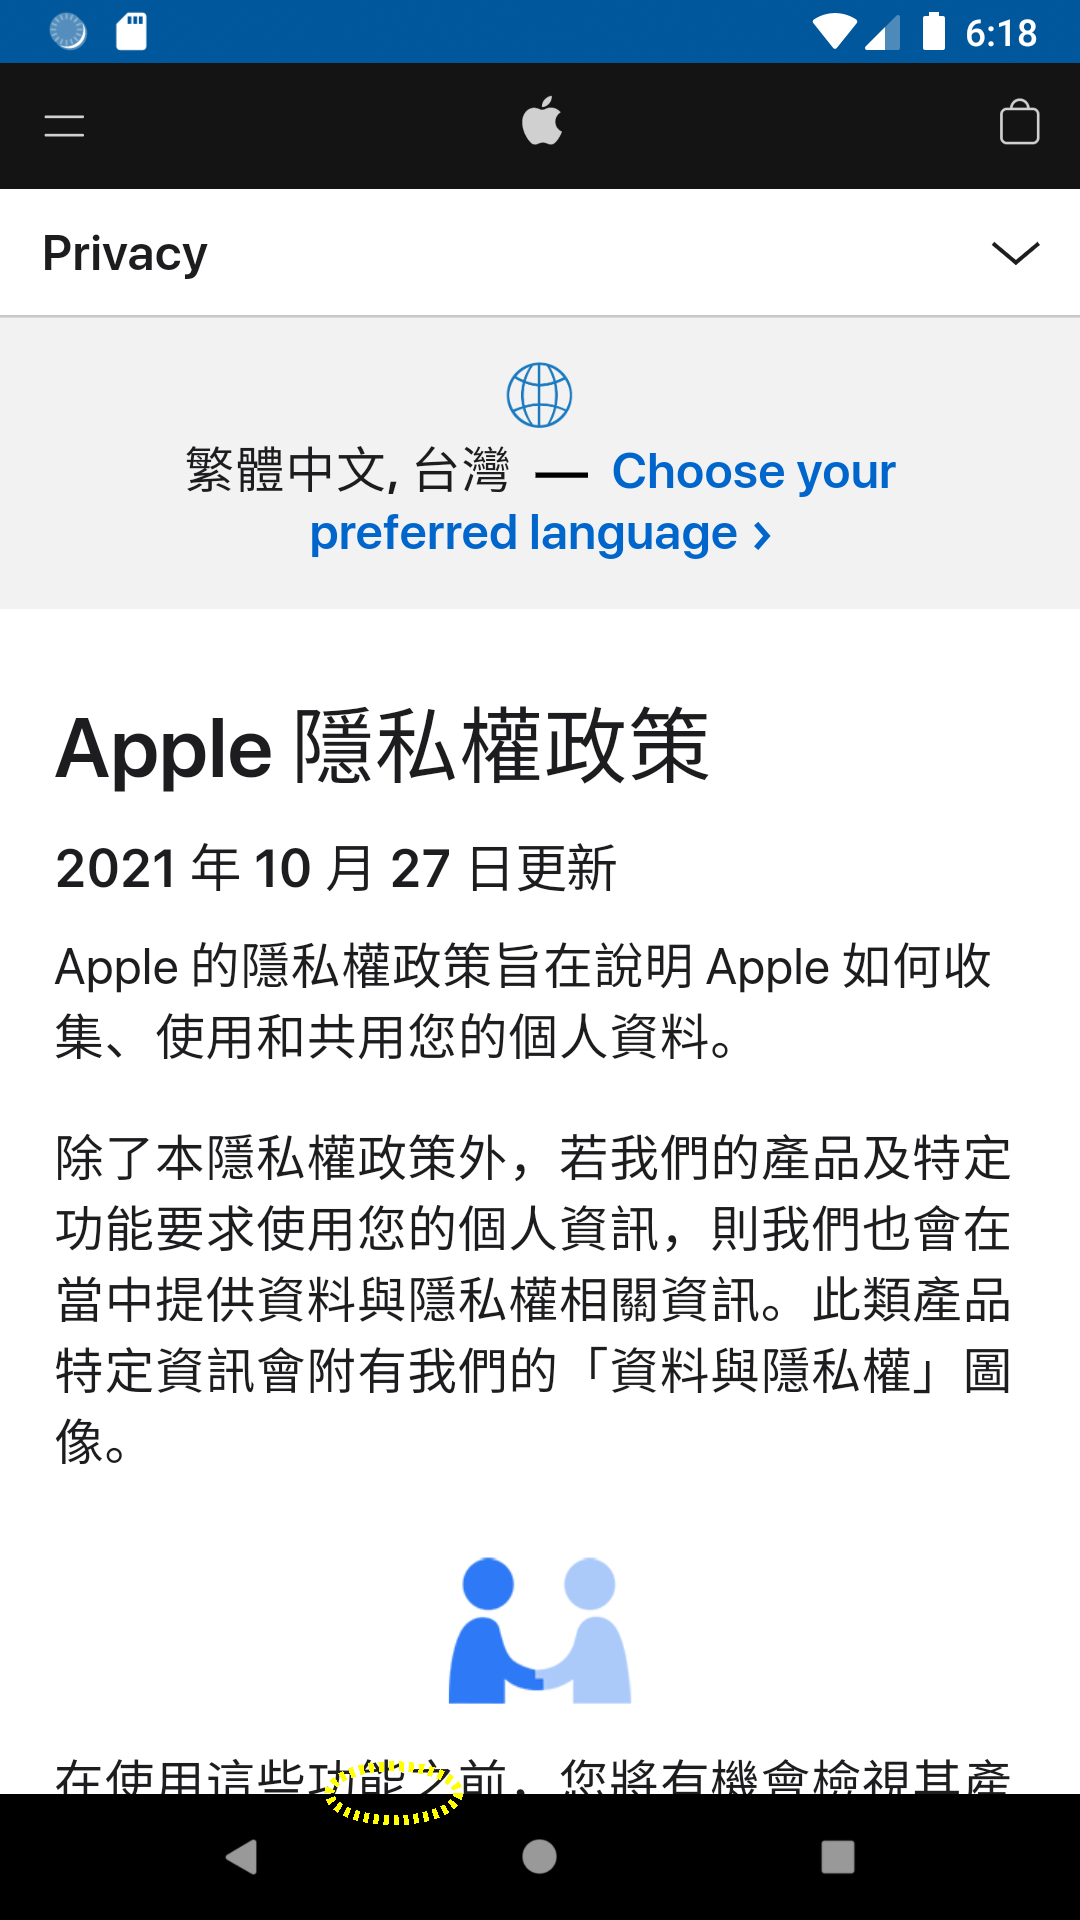 6:18
Privacy
繁體中文, 台灣 — Choose your
preferred language >
Apple 隱私權政策
2021 年 10 月 27 日更新
Apple 的隱私權政策旨在說明 Apple 如何收
集、使用和共用您的個人資料。
除了本隱私權政策外，若我們的產品及特定
功能要求使用您的個人資訊，則我們也會在
當中提供資料與隱私權相關資訊。此類產品
特定資訊會附有我們的「資料與隱私權」圖
像。
在使用這些功能之前，您將有機會檢視其產